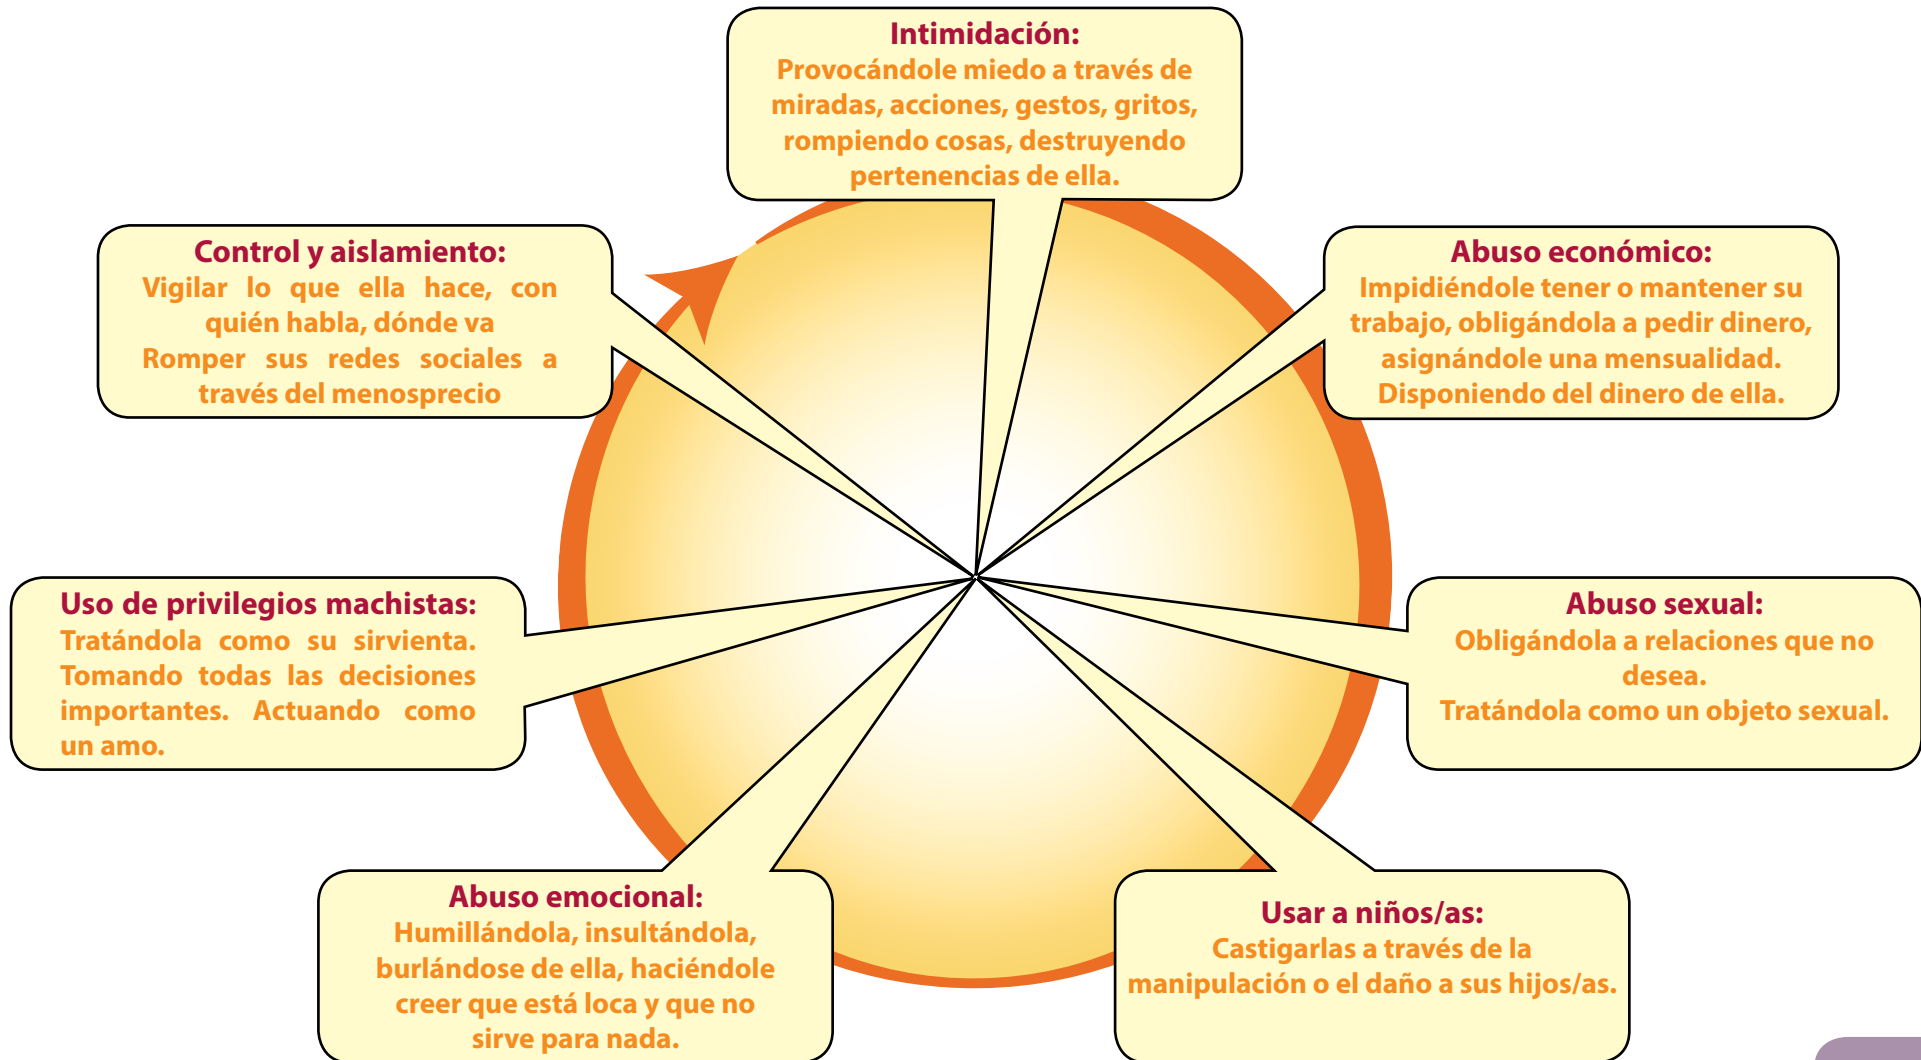 Intimidación:
Provocándole miedo a través de
miradas, acciones, gestos, gritos,
rompiendo cosas, destruyendo
pertenencias de ella.
Control y aislamiento:
Vigilar lo que ella hace, con
quién habla, dónde va
Romper sus redes sociales a
través del menosprecio
Abuso económico:
Impidiéndole tener o mantener su
trabajo, obligándola a pedir dinero,
asignándole una mensualidad.
Disponiendo del dinero de ella.
Uso de privilegios machistas:
Tratándola como su sirvienta.
Tomando todas las decisiones
importantes. Actuando como
un amo.
Abuso sexual:
Obligándola a relaciones que no
desea.
Tratándola como un objeto sexual.
Abuso emocional:
Humillándola, insultándola,
burlándose de ella, haciéndole
creer que está loca y que no
sirve para nada.
Usar a niños/as:
Castigarlas a través de la
manipulación o el daño a sus hijos/as.